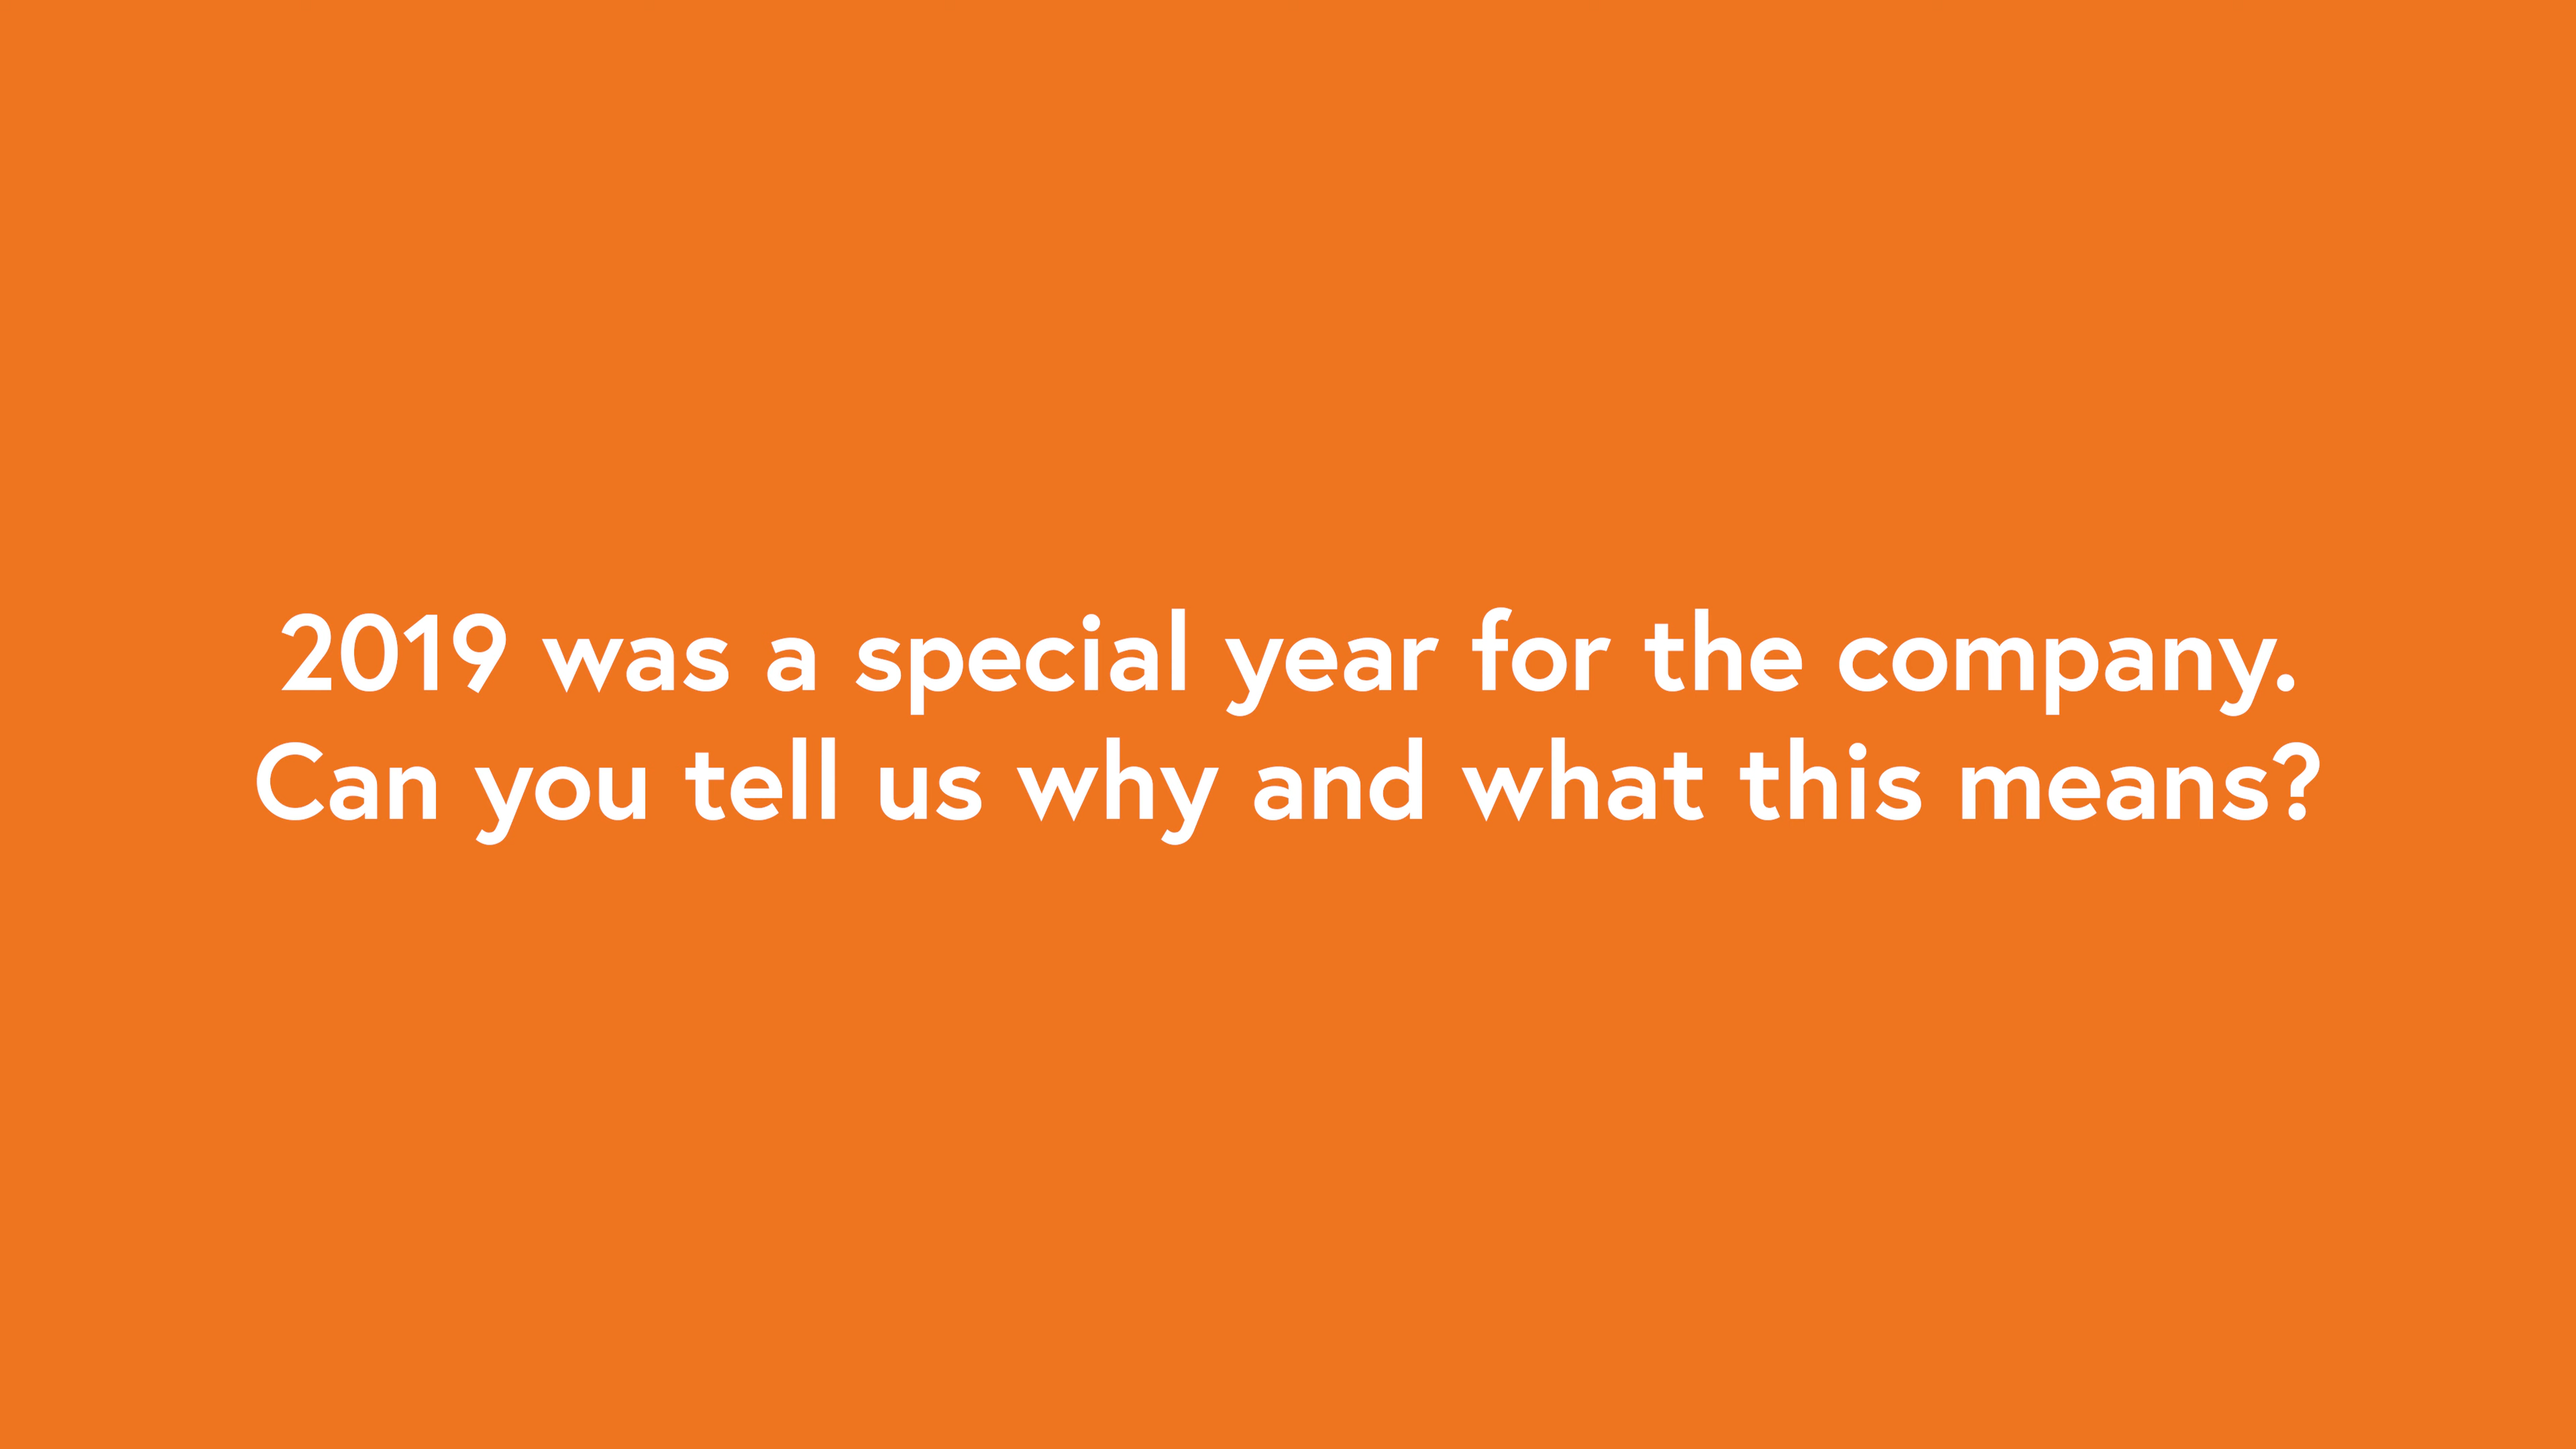 2019 was a special year for the company.
Can you tell us why and what this means?